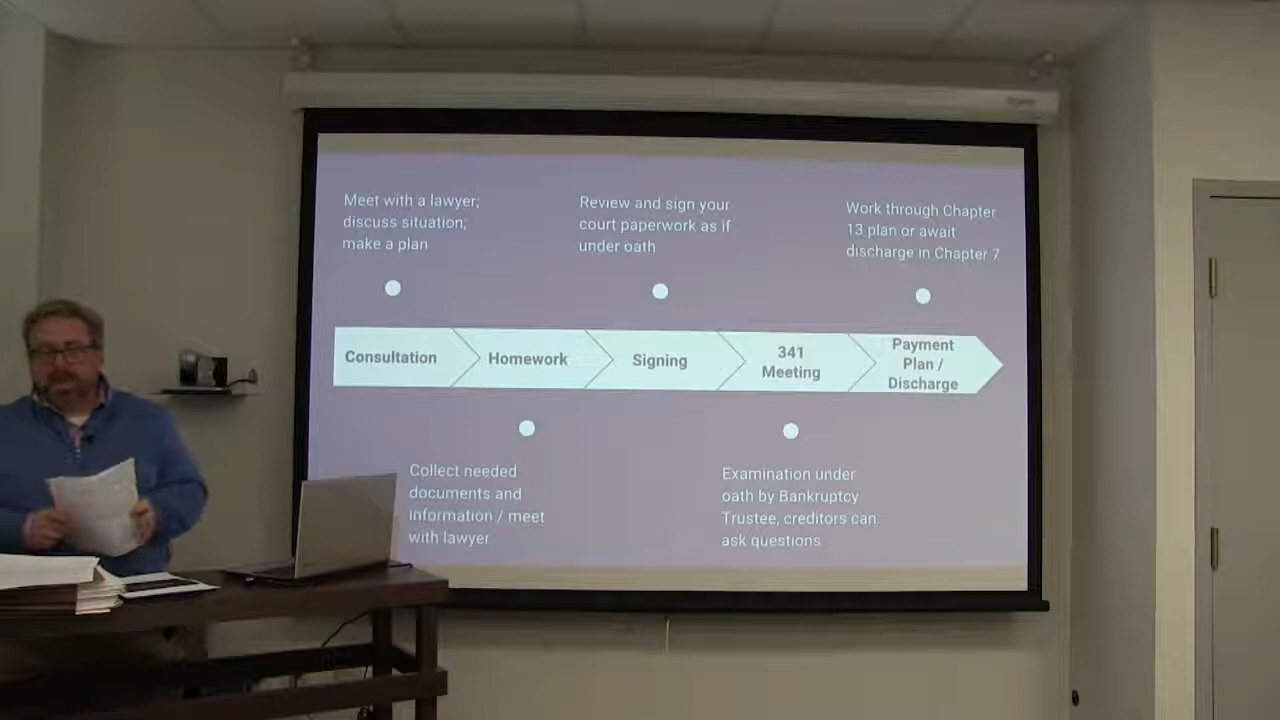 Meet with a lawyer;
discuss situation;
make a plan
Review and sign your
court paperwork as if
under oath
Work through Chapter
13 plan or await
discharge in Chapter 7
Consultation
Homework
Signing
341
Meeting
Payment
Plan /
Discharge
Collect needed
documents and
information / meet
with lawyer
Examination under
oath by Bankruptcy
Trustee, creditors can
ask questions